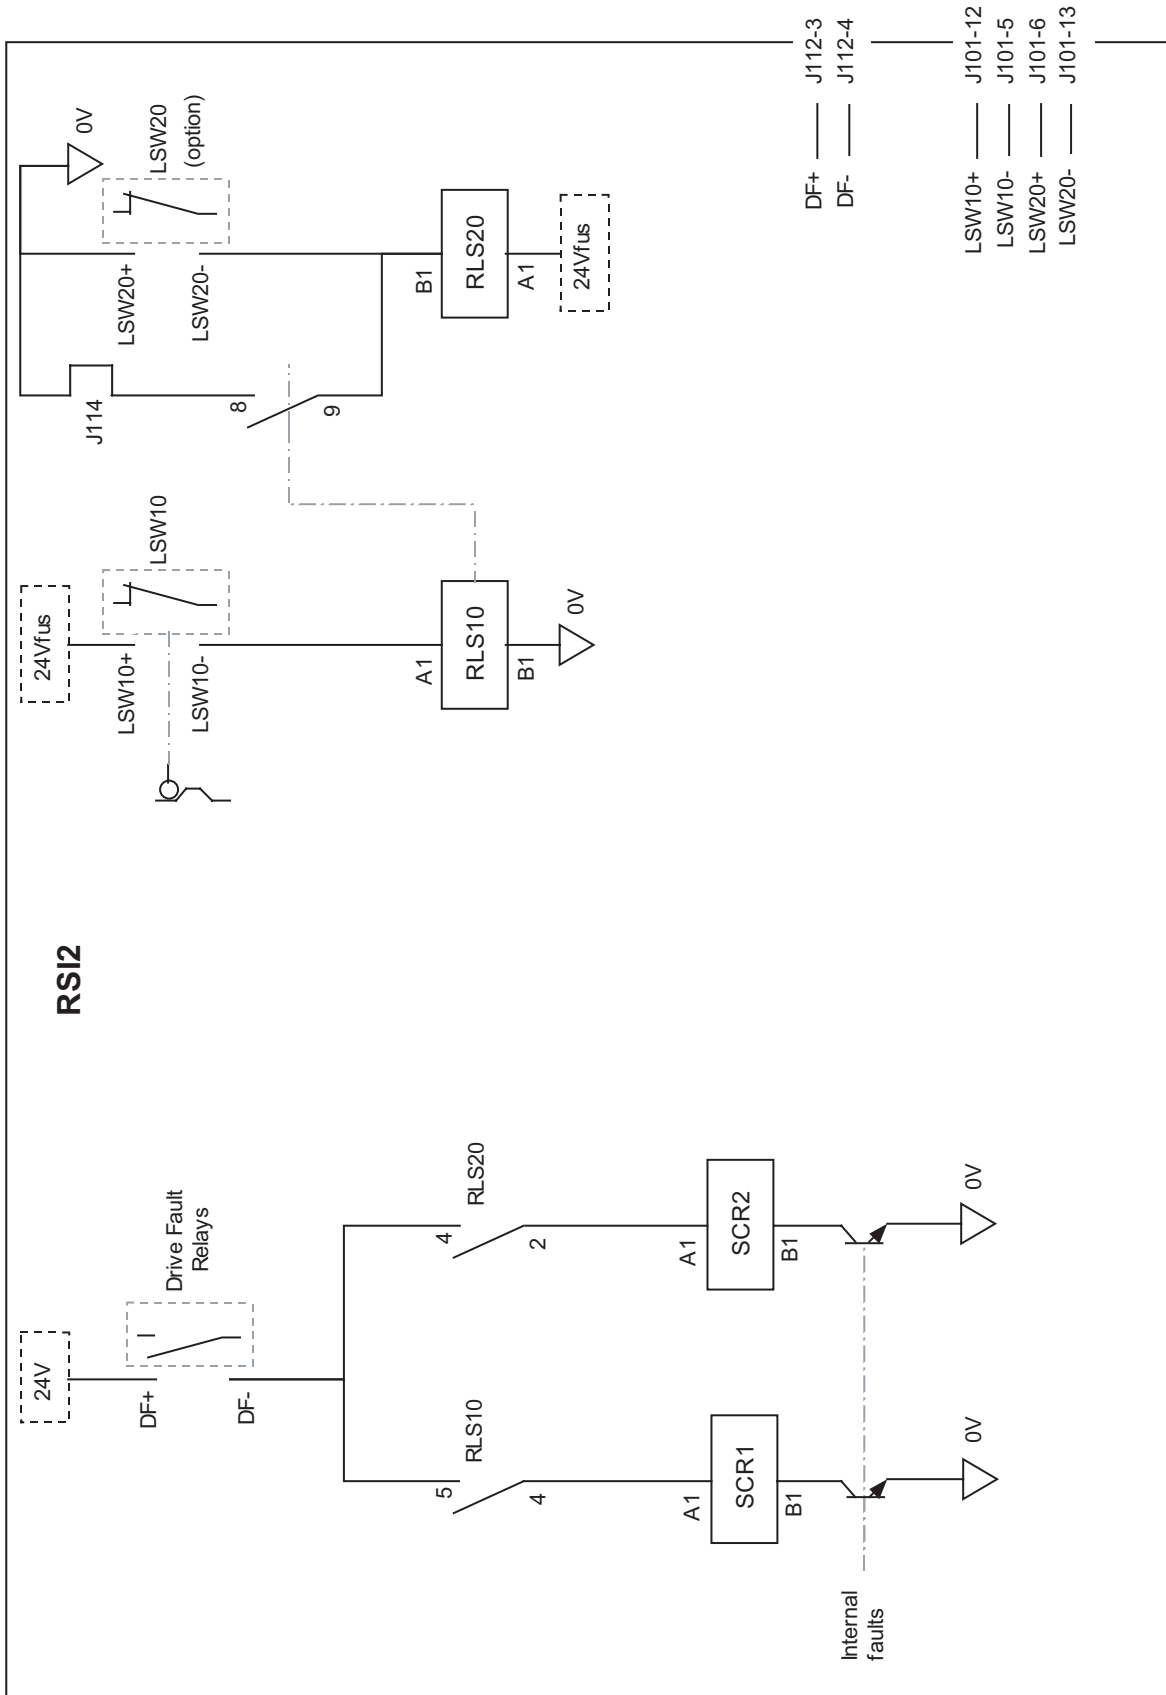 RSI2
24V
DF+
DF-
Drive Fault
Relays
5
4
RLS10
4
2
RLS20
A1
SCR1
B1
A1
SCR2
B1
0V
0V
Internal
faults
24Vfus
LSW10+
LSW10-
LSW10
A1
RLS10
B1
0V
J114
8
9
0V
LSW20
(option)
LSW20+
LSW20-
B1
RLS20
A1
24Vfus
DF+ J112-3
DF- J112-4
LSW10+ J101-12
LSW10- J101-5
LSW20+ J101-6
LSW20- J101-13